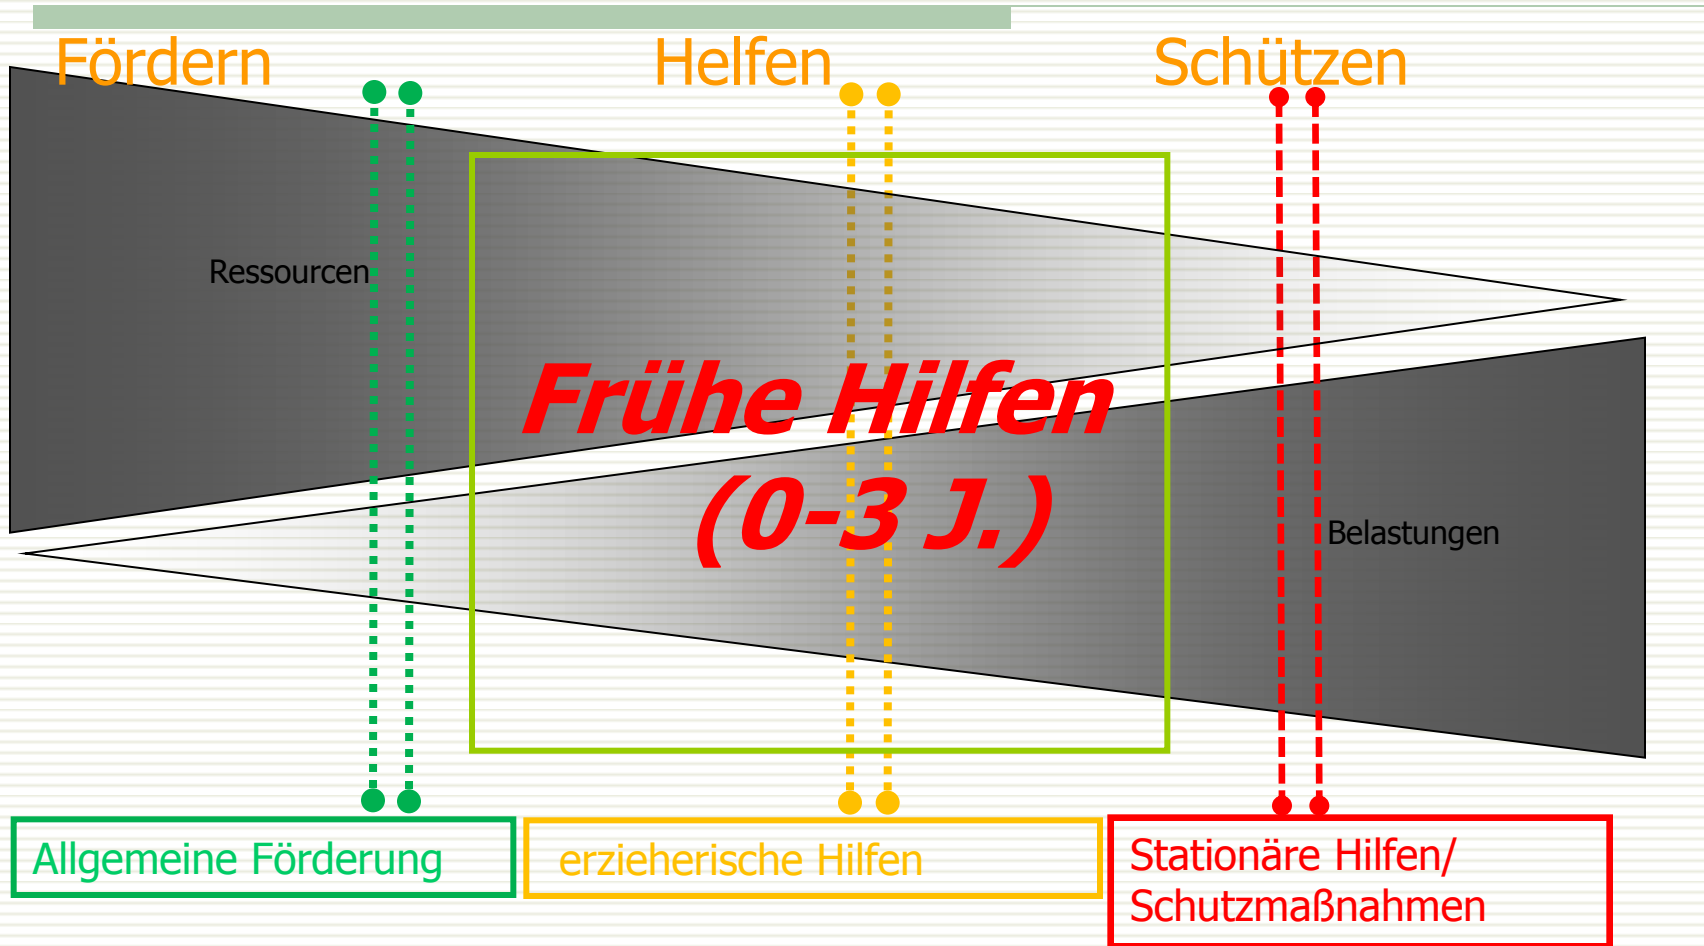 Fördern
Helfen
Schützen
Ressourcen
Frühe Hilfen
(0-3 J.)
Belastungen
Allgemeine Förderung
erzieherische Hilfen
Stationäre Hilfen/
Schutzmaßnahmen